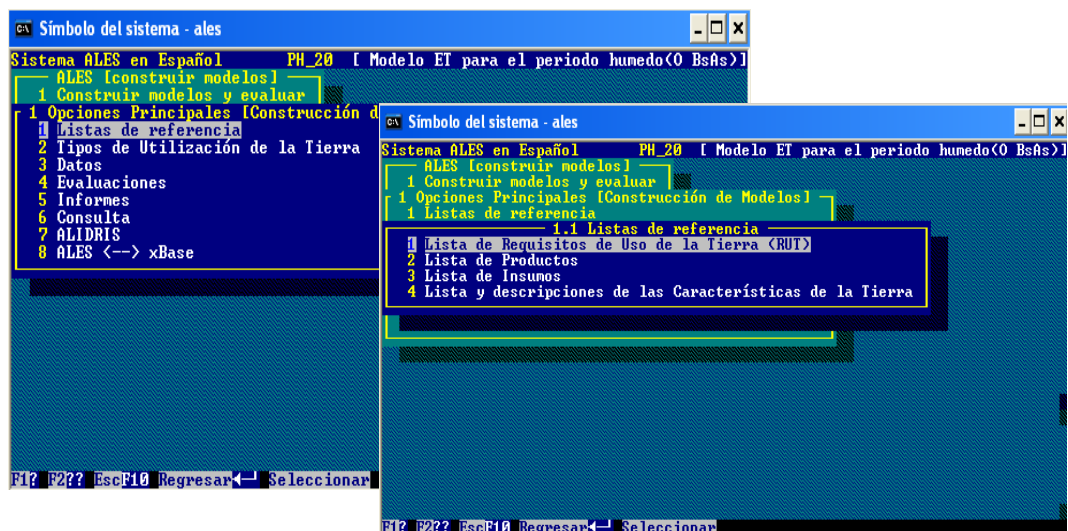 Símbolo del sistema - ales
Sistema ALES en Español PH_20 [ Modelo ET para el periodo humedo(O BsAs)]
ALES [construir modelos]
1 Construir modelos y evaluar
1 Opciones Principales [Construcción d
1 Listas de referencia
2 Tipos de Utilización de la Tierra
3 Datos
4 Evaluaciones
5 Informes
6 Consulta
7 ALIDRIS
8 ALES <--> xBase
F1? F2?? Esc F10 Regresar Seleccionar
Símbolo del sistema - ales
Sistema ALES en Español PH_20 [ Modelo ET para el periodo humedo(O BsAs)]
ALES [construir modelos]
1 Construir modelos y evaluar
1 Opciones Principales [Construcción de Modelos]
1 Listas de referencia
1.1 Listas de referencia
1 Lista de Requisitos de Uso de la Tierra (RUT)
2 Lista de Productos
3 Lista de Insumos
4 Lista y descripciones de las Características de la Tierra
F1? F2?? Esc F10 Regresar Seleccionar